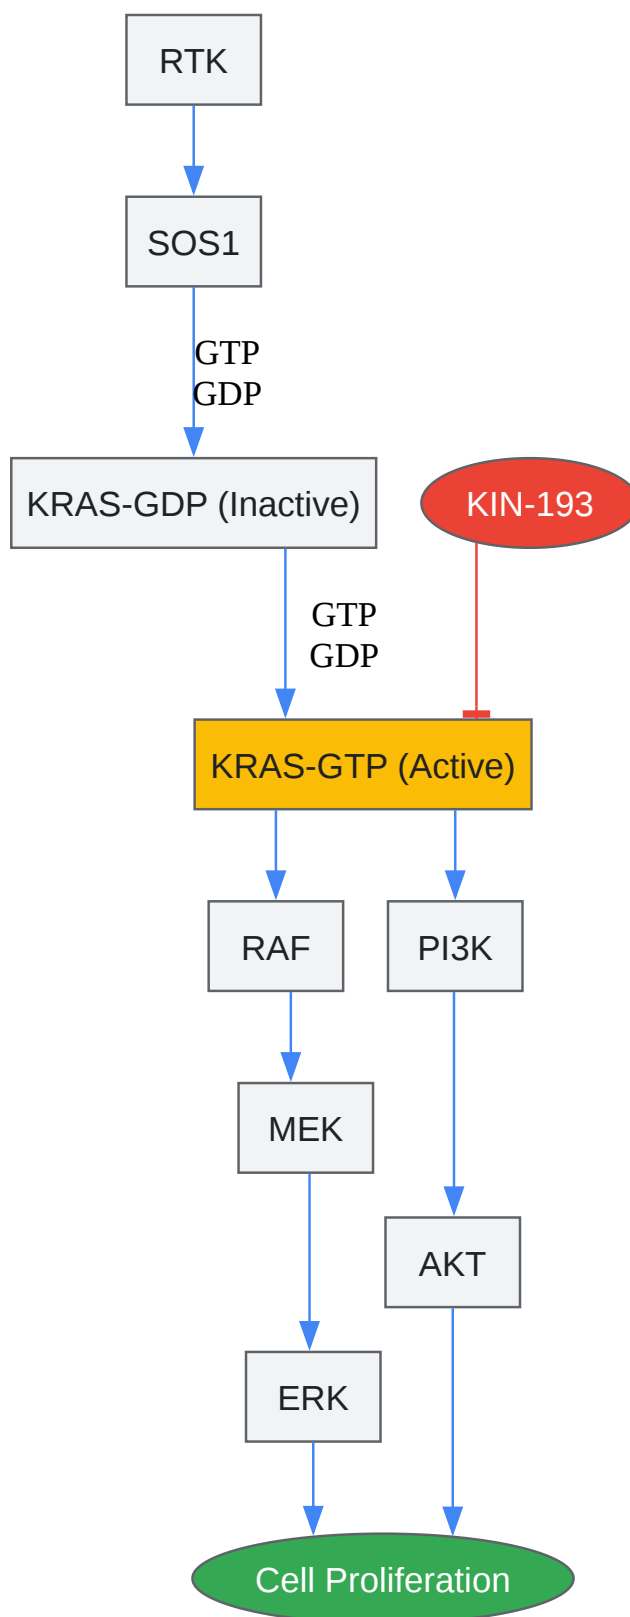 RTK
SOS1
GTP
GDP
KRAS-GDP (Inactive)
KIN-193
GTP
GDP
KRAS-GTP (Active)
RAF
PI3K
MEK
AKT
ERK
Cell Proliferation